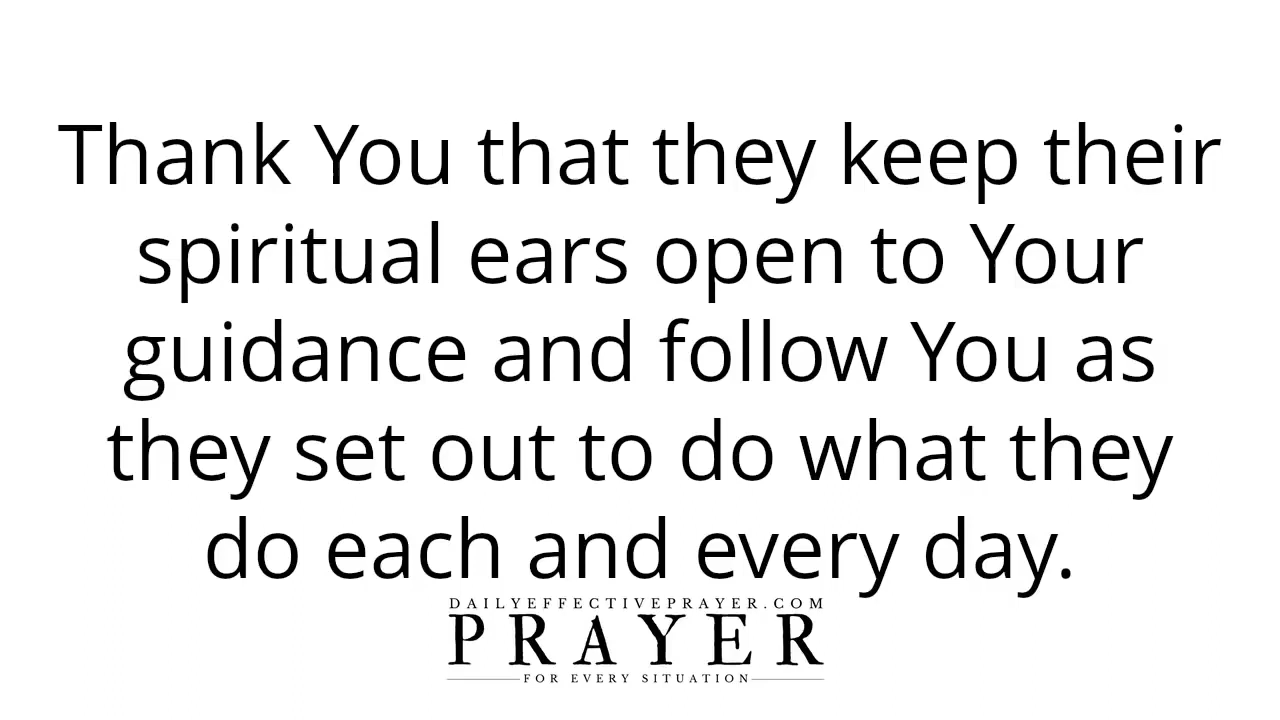 Thank You that they keep their
spiritual ears open to Your
guidance and follow You as
they set out to do what they
do each and every day.
DAILYEFFECTIVEPRAYER.COM
PRAYER
FOR EVERY SITUATION